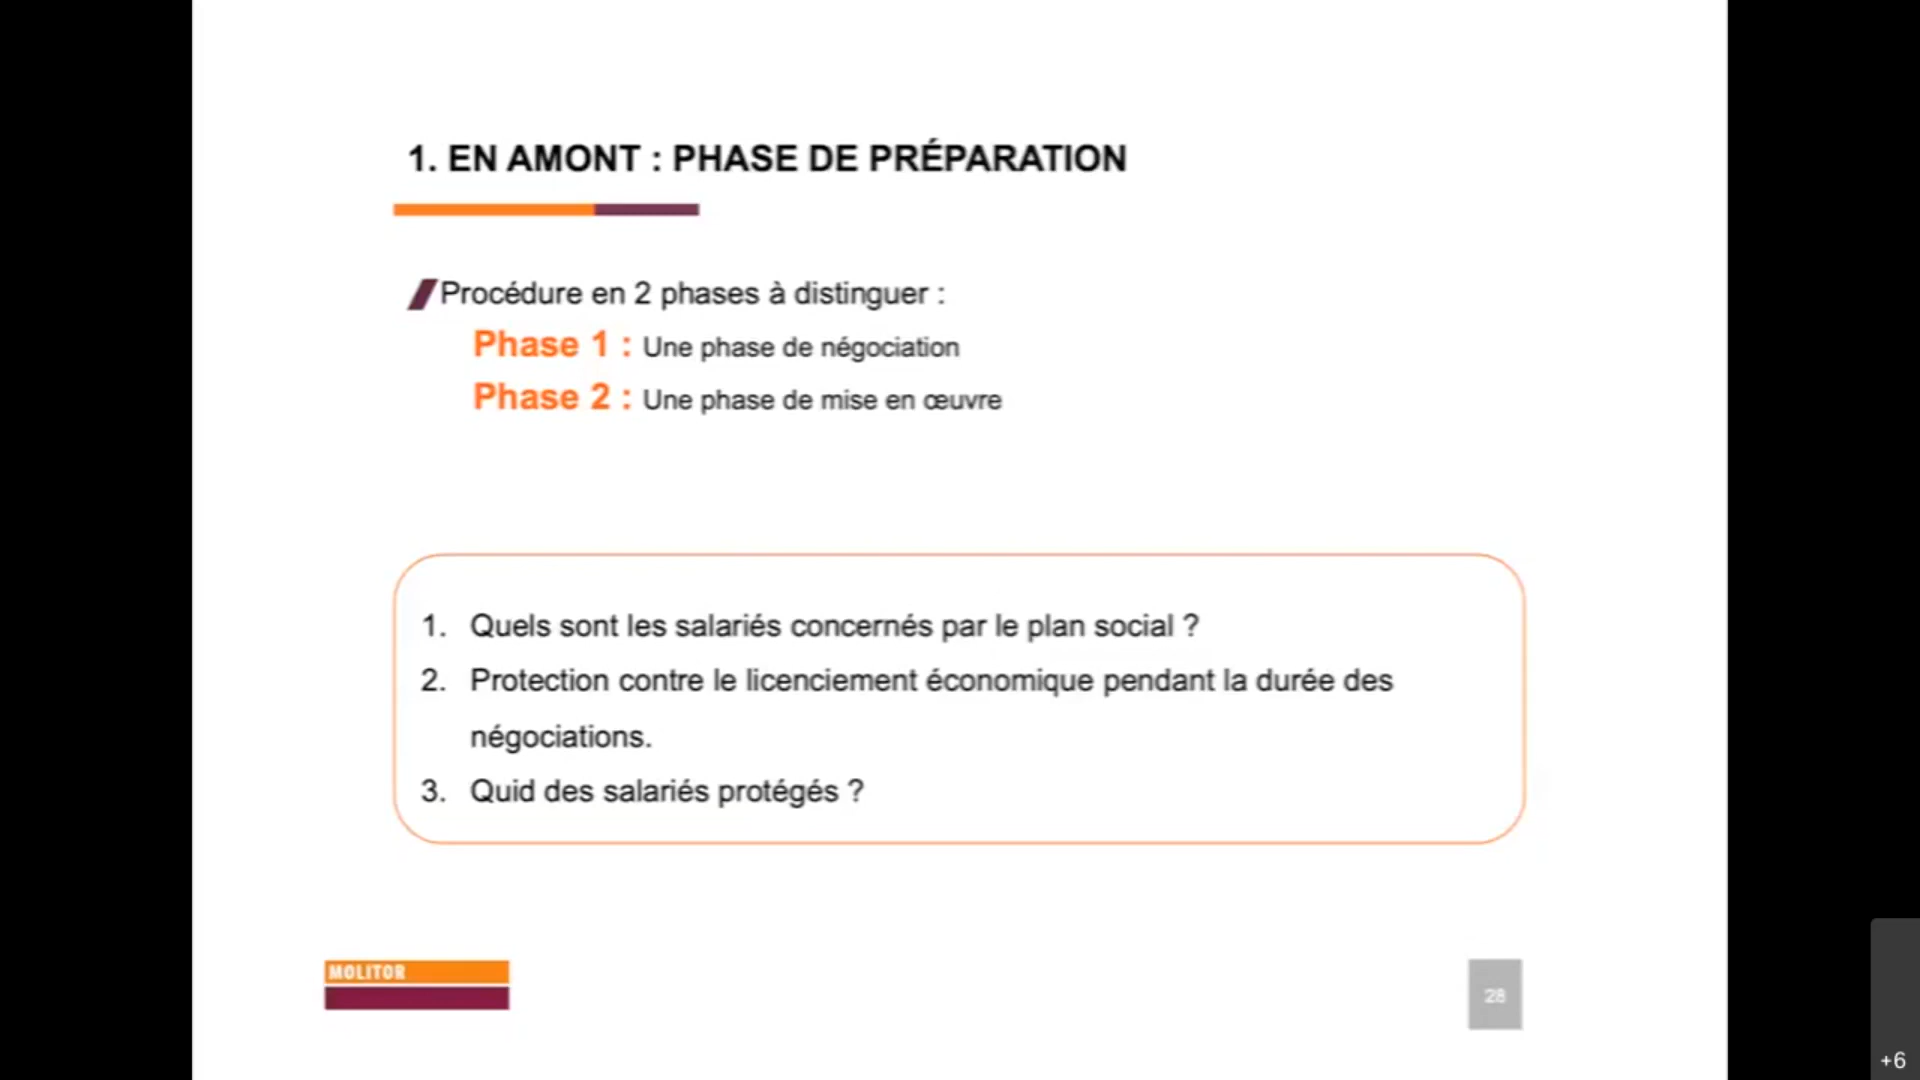 1. EN AMONT : PHASE DE PRÉPARATION
Procédure en 2 phases à distinguer :
Phase 1 : Une phase de négociation
Phase 2 : Une phase de mise en œuvre
1. Quels sont les salariés concernés par le plan social ?
2. Protection contre le licenciement économique pendant la durée des
négociations.
3. Quid des salariés protégés ?
MOLITOR
28
+6